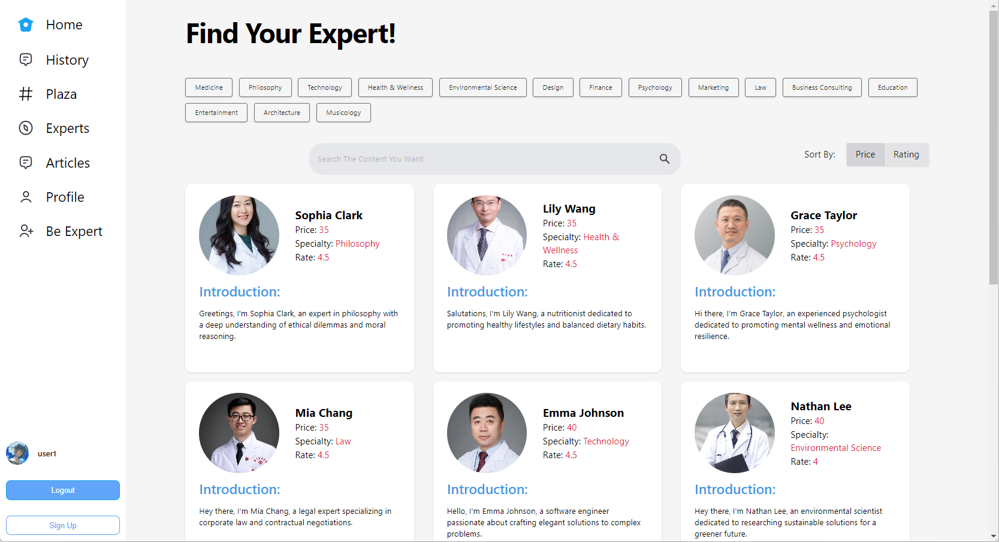 Home
History
Plaza
Experts
Articles
Profile
Be Expert
user1
Logout
Sign Up
Find Your Expert!
Medicine
Philosophy
Technology
Health & Wellness
Environmental Science
Design
Finance
Psychology
Marketing
Law
Business Consulting
Education
Entertainment
Architecture
Musicology
Search The Content You Want!
Sort By:
Price
Rating
Sophia Clark
Price: 35
Specialty: Philosophy
Rate: 4.5
Introduction:
Greetings, I'm Sophia Clark, an expert in philosophy with
a deep understanding of ethical dilemmas and moral
reasoning.
Lily Wang
Price: 35
Specialty: Health &
Wellness
Rate: 4.5
Introduction:
Salutations, I'm Lily Wang, a nutritionist dedicated to
promoting healthy lifestyles and balanced dietary habits.
Grace Taylor
Price: 35
Specialty: Psychology
Rate: 4.5
Introduction:
Hi there, I'm Grace Taylor, an experienced psychologist
dedicated to promoting mental wellness and emotional
resilience.
Mia Chang
Price: 35
Specialty: Law
Rate: 4.5
Introduction:
Hey there, I'm Mia Chang, a legal expert specializing in
corporate law and contractual negotiations.
Emma Johnson
Price: 40
Specialty: Technology
Rate: 4.5
Introduction:
Hello, I'm Emma Johnson, a software engineer
passionate about crafting elegant solutions to complex
problems.
Nathan Lee
Price: 40
Specialty:
Environmental Science
Rate: 4
Introduction:
Hey there, I'm Nathan Lee, an environmental scientist
dedicated to researching sustainable solutions for a
greener future.